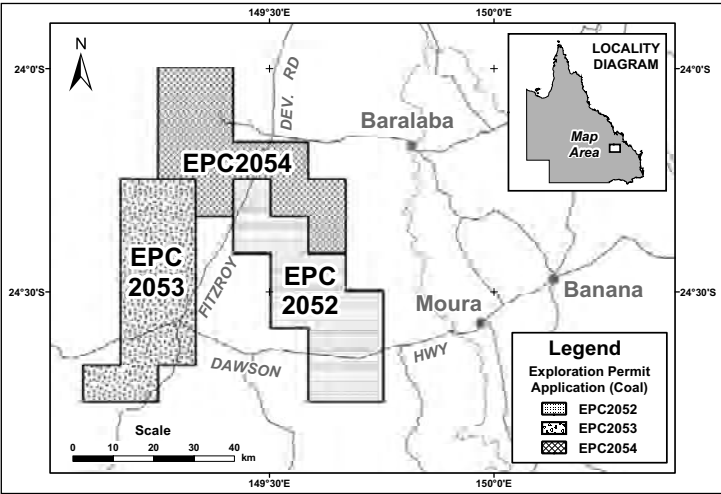 149°30'E
150°0'E
24°0'S
24°0'S
N
DEV. RD
LOCALITY
DIAGRAM
Map
Area
Baralaba
EPC2054
EPC
2053
FITZROY
EPC
2052
24°30'S
24°30'S
Banana
Moura
DAWSON
HWY
Legend
Exploration Permit
Application (Coal)
EPC2052
EPC2053
EPC2054
Scale
0 10 20 30 40
km
149°30'E
150°0'E